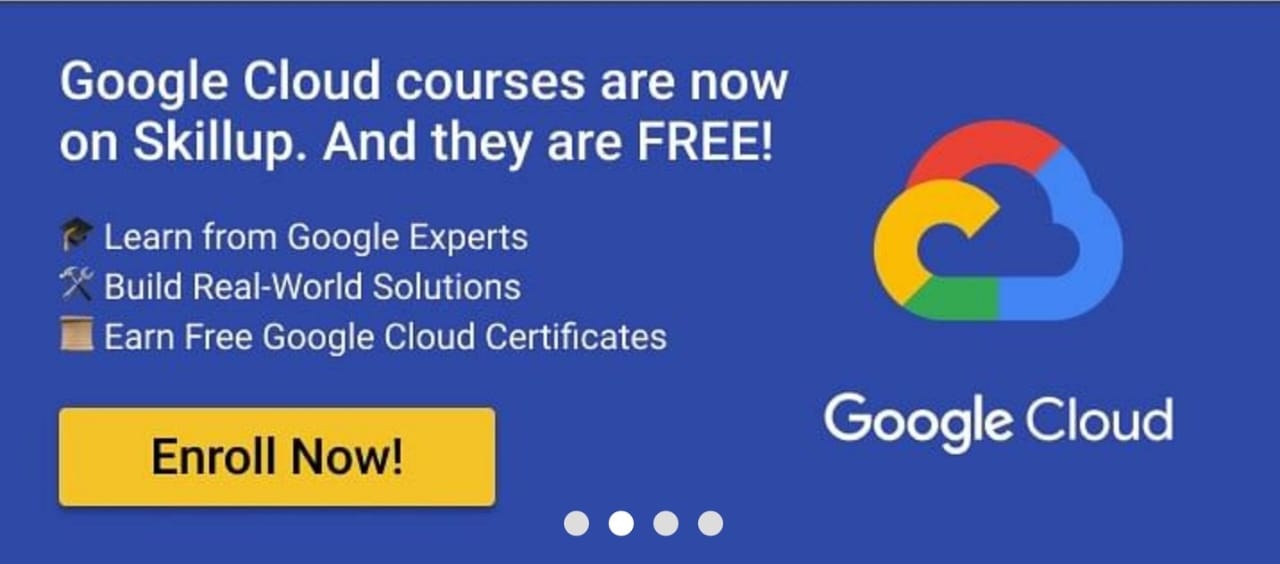 Google Cloud courses are now
on Skillup. And they are FREE!
🎓 Learn from Google Experts
🛠 Build Real-World Solutions
📜 Earn Free Google Cloud Certificates
Enroll Now!
Google Cloud